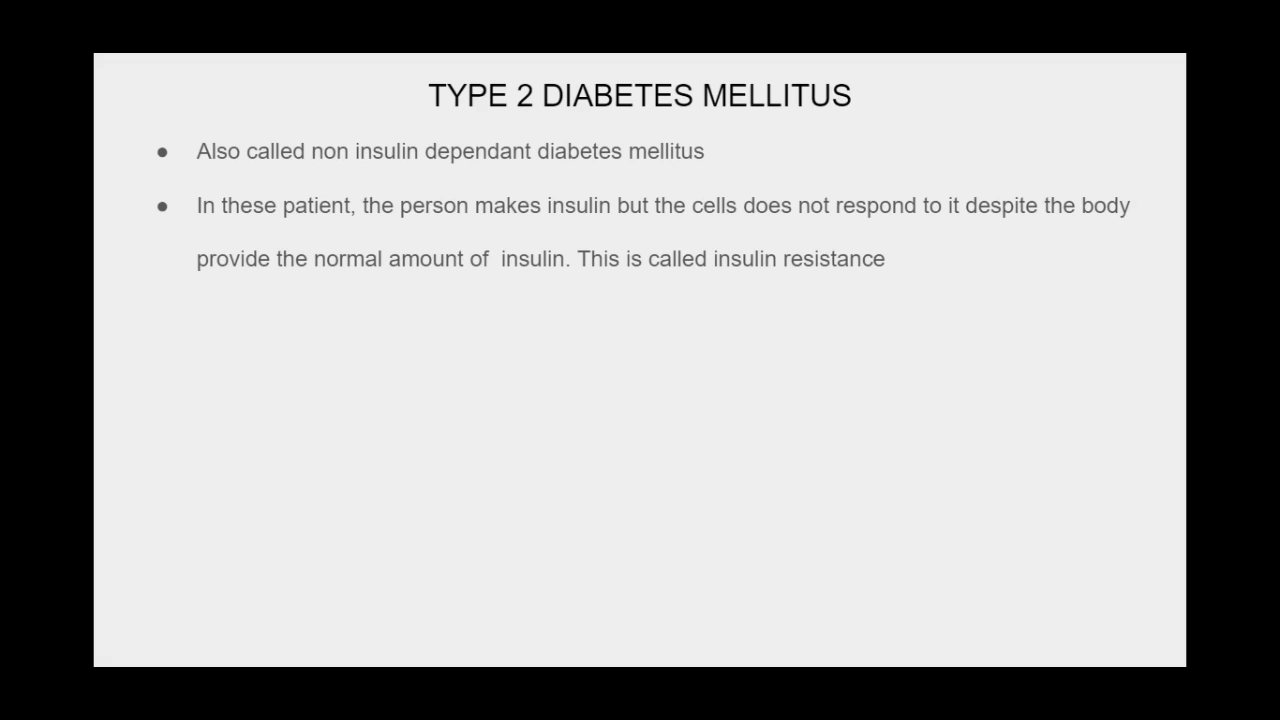 TYPE 2 DIABETES MELLITUS
● Also called non insulin dependant diabetes mellitus
● In these patient, the person makes insulin but the cells does not respond to it despite the body
provide the normal amount of  insulin. This is called insulin resistance